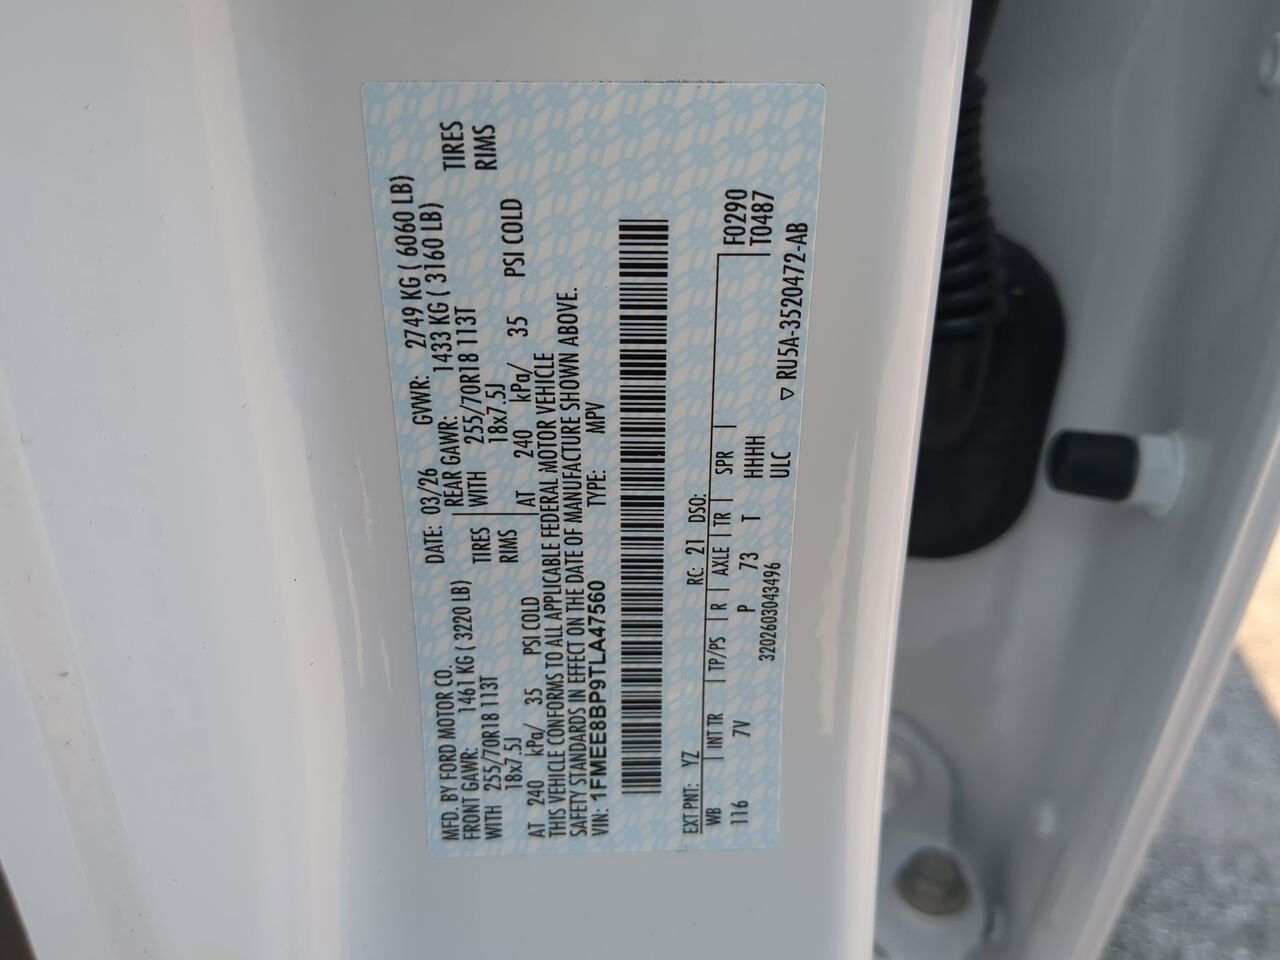 MFD. BY FORD MOTOR CO.
DATE: 03/26 GVWR: 2749 KG ( 6060 LB)
FRONT GAWR: 1461 KG ( 3220 LB)
REAR GAWR: 1433 KG ( 3160 LB)
WITH 255/70R18 113T TIRES
WITH 255/70R18 113T TIRES
18x7.5J RIMS
18x7.5J RIMS
AT 240 kPa/ 35 PSI COLD
AT 240 kPa/ 35 PSI COLD
THIS VEHICLE CONFORMS TO ALL APPLICABLE FEDERAL MOTOR VEHICLE
SAFETY STANDARDS IN EFFECT ON THE DATE OF MANUFACTURE SHOWN ABOVE.
VIN: 1FMEE8BP9TLA47560 TYPE: MPV
EXT PNT: YZ RC: 21 DSO:
WB INT TR TP/PS R AXLE TR SPR F0290
116 7V P 73 T HHHH T0487
3202603043496 ULC
▽ RU5A-3520472-AB